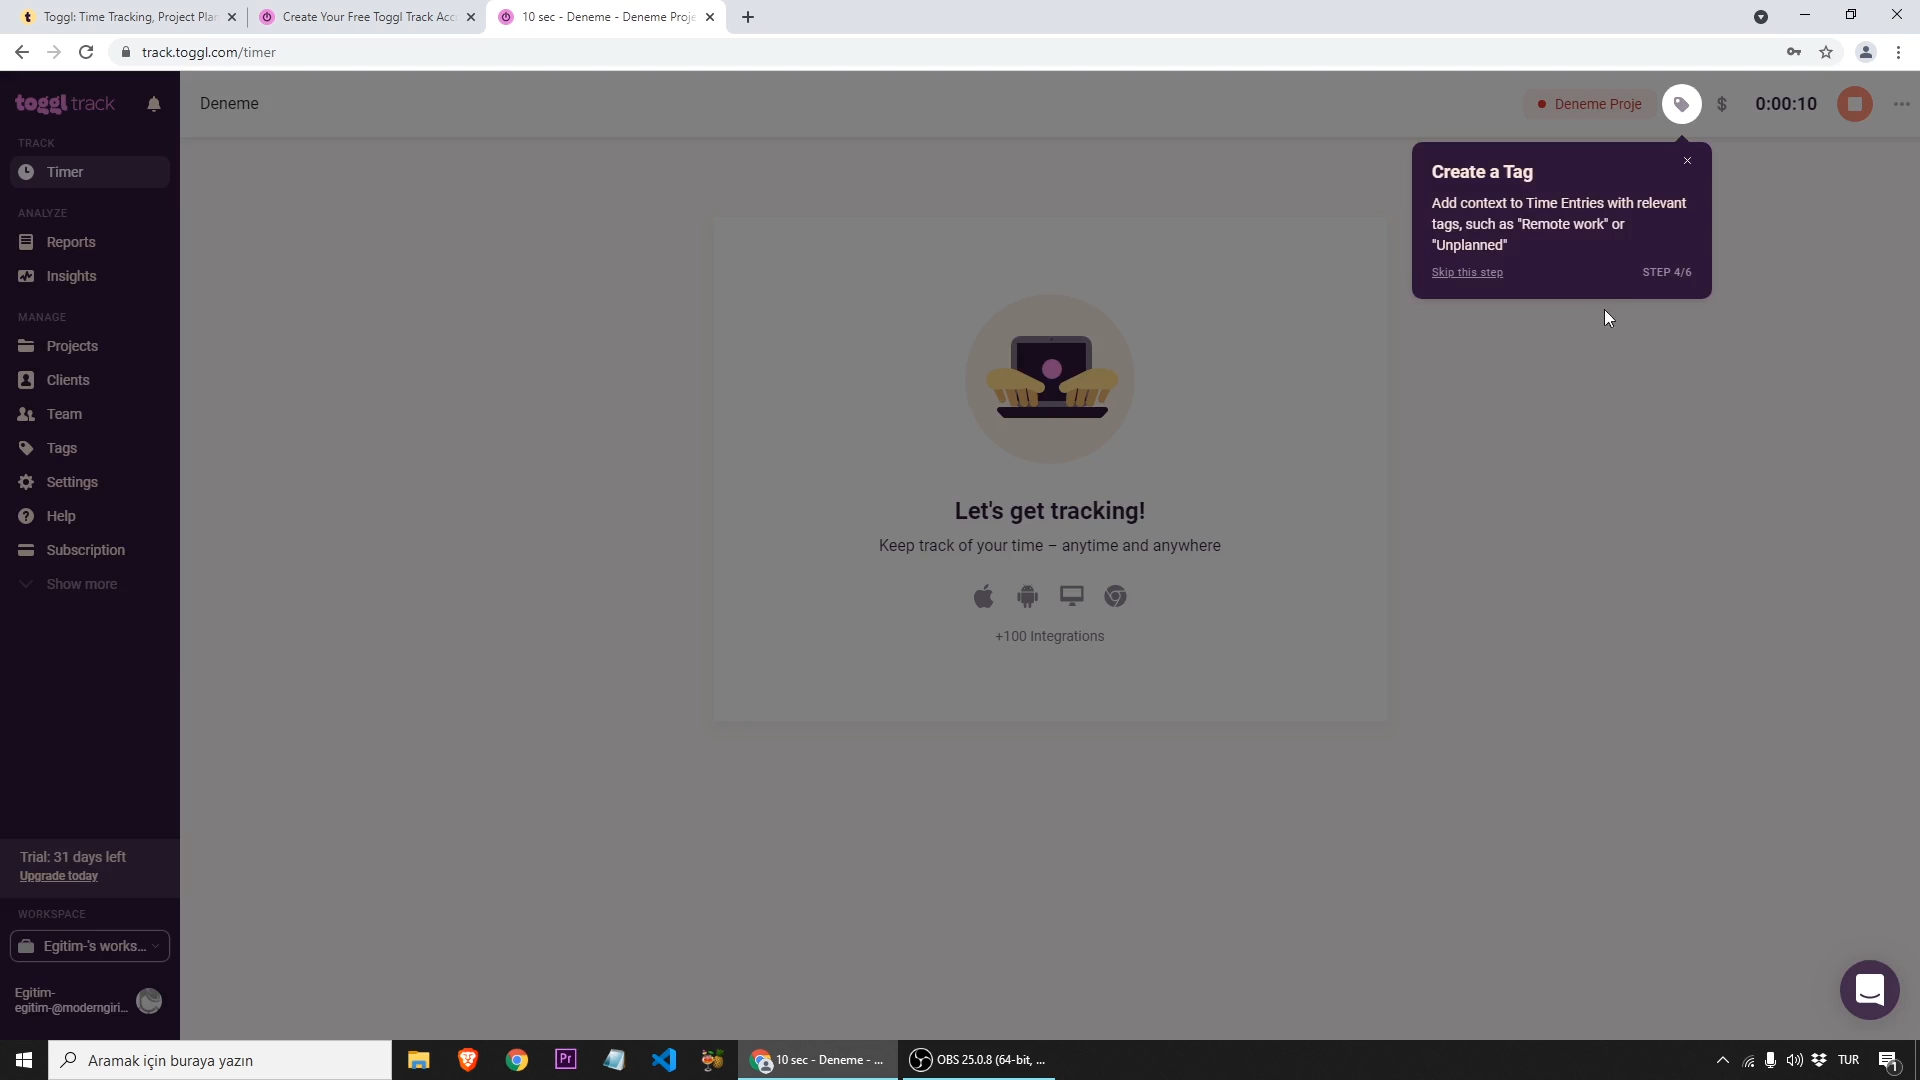 Toggl: Time Tracking, Project Plan
Create Your Free Toggl Track Acc
10 sec - Deneme - Deneme Proje
track.toggl.com/timer
toggl track
Deneme
Deneme Proje
$
0:00:10
TRACK
Timer
ANALYZE
Reports
Insights
MANAGE
Projects
Clients
Team
Tags
Settings
Help
Subscription
Show more
Create a Tag
Add context to Time Entries with relevant
tags, such as "Remote work" or
"Unplanned"
Skip this step
STEP 4/6
Let's get tracking!
Keep track of your time – anytime and anywhere
+100 Integrations
Trial: 31 days left
Upgrade today
WORKSPACE
Egitim-'s works...
Egitim-
egitim-@moderngiri...
Aramak için buraya yazın
Pr
10 sec - Deneme - ...
OBS 25.0.8 (64-bit, ...
TUR
1